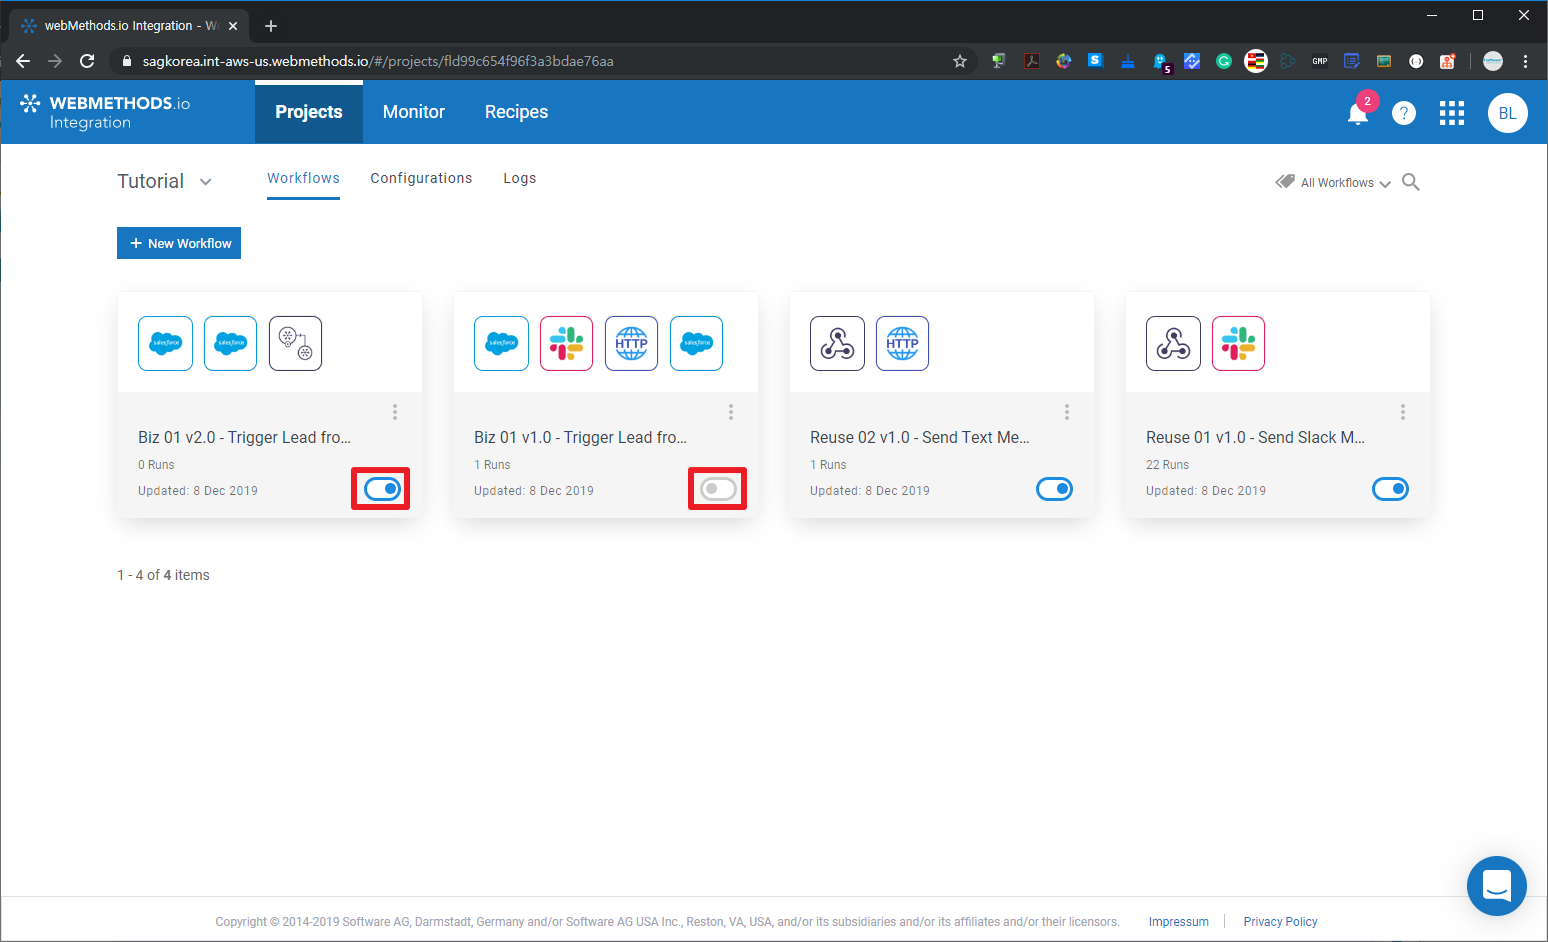 webMethods.io Integration - W
sagkorea.int-aws-us.webmethods.io/#/projects/fld99c654f96f3a3bdae76aa
S
5
GMP
WEBMETHODS.io
Integration
Projects
Monitor
Recipes
2
?
BL
Tutorial
Workflows
Configurations
Logs
All Workflows
+ New Workflow
salesforce
salesforce
salesforce
HTTP
salesforce
HTTP
Biz 01 v2.0 - Trigger Lead fro...
0 Runs
Updated: 8 Dec 2019
Biz 01 v1.0 - Trigger Lead fro...
1 Runs
Updated: 8 Dec 2019
Reuse 02 v1.0 - Send Text Me...
1 Runs
Updated: 8 Dec 2019
Reuse 01 v1.0 - Send Slack M...
22 Runs
Updated: 8 Dec 2019
1 - 4 of 4 items
Copyright © 2014-2019 Software AG, Darmstadt, Germany and/or Software AG USA Inc., Reston, VA, USA, and/or its subsidiaries and/or its affiliates and/or their licensors.
Impressum
Privacy Policy